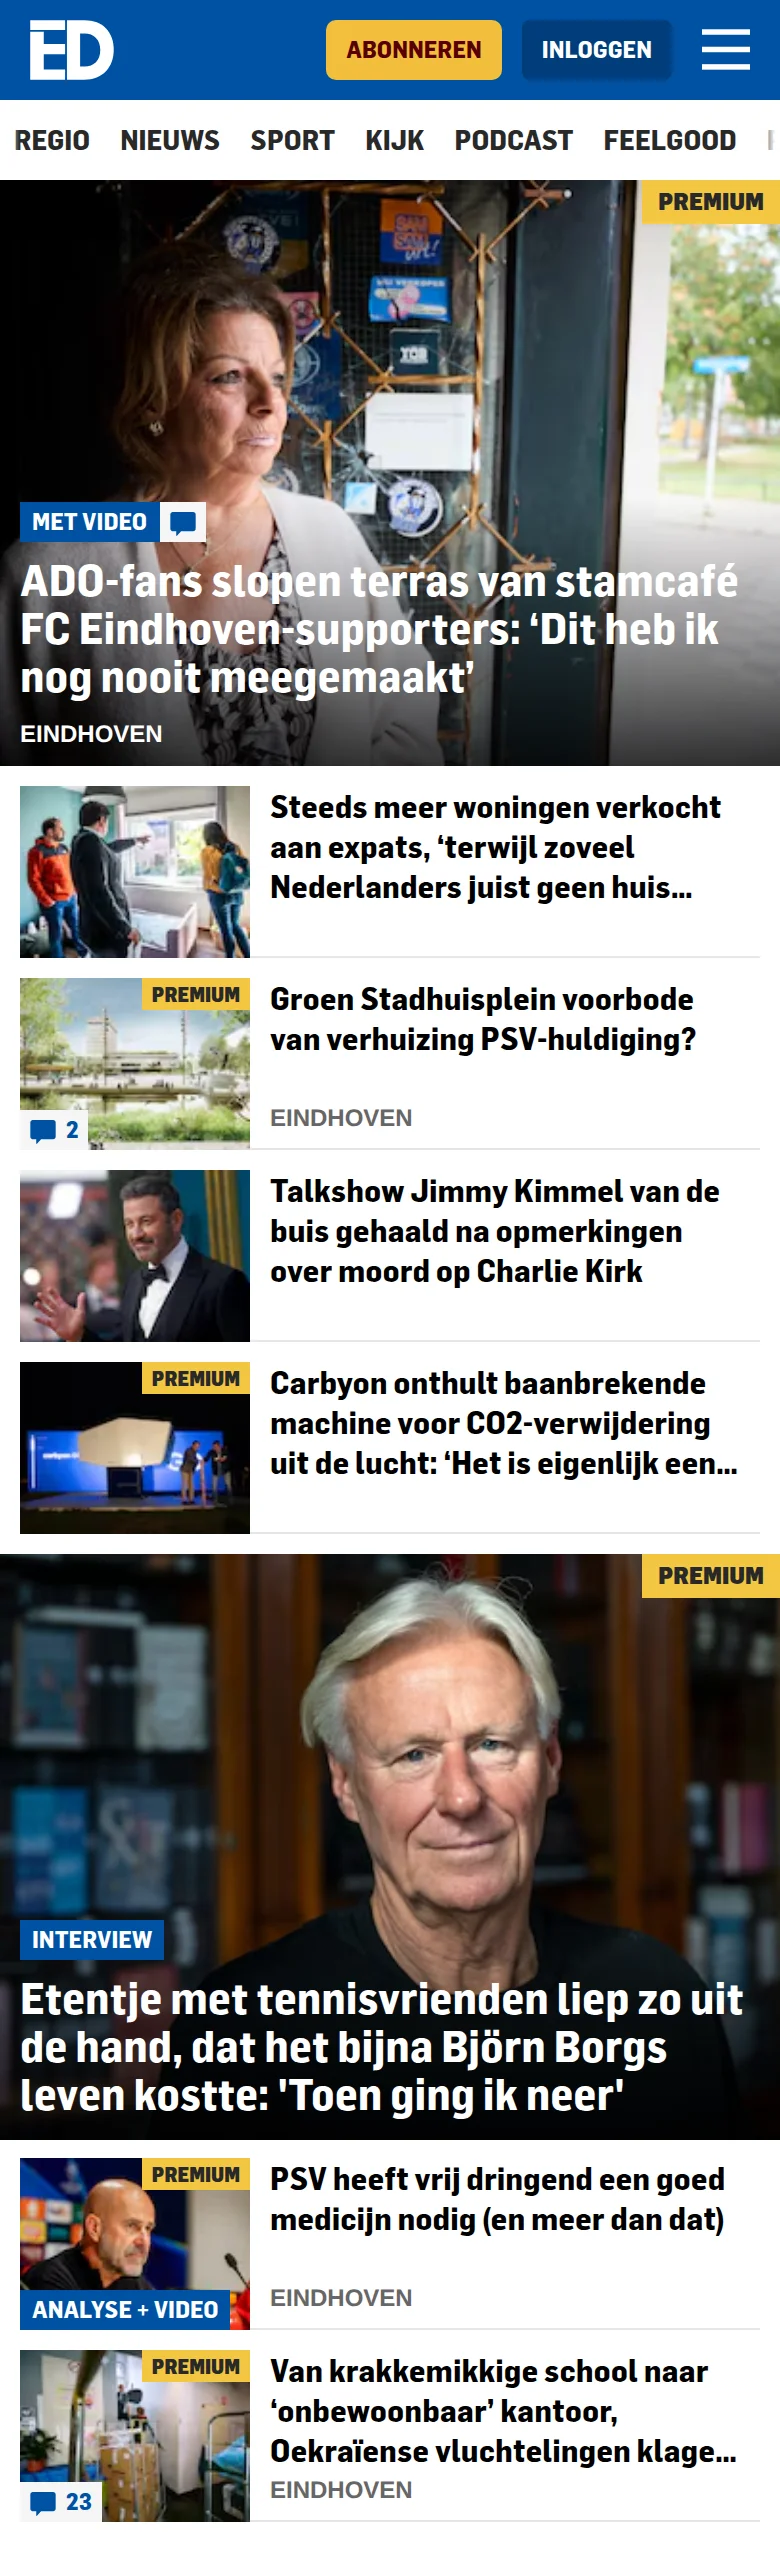 ED
ABONNEREN
INLOGGEN
REGIO NIEUWS SPORT KIJK PODCAST FEELGOOD
PREMIUM
MET VIDEO
ADO-fans slopen terras van stamcafé
FC Eindhoven-supporters: ‘Dit heb ik
nog nooit meegemaakt’
EINDHOVEN
Steeds meer woningen verkocht
aan expats, ‘terwijl zoveel
Nederlanders juist geen huis...
PREMIUM
2
Groen Stadhuisplein voorbode
van verhuizing PSV-huldiging?
EINDHOVEN
Talkshow Jimmy Kimmel van de
buis gehaald na opmerkingen
over moord op Charlie Kirk
PREMIUM
Carbyon onthult baanbrekende
machine voor CO2-verwijdering
uit de lucht: ‘Het is eigenlijk een...
PREMIUM
INTERVIEW
Etentje met tennisvrienden liep zo uit
de hand, dat het bijna Björn Borgs
leven kostte: 'Toen ging ik neer'
PREMIUM
ANALYSE + VIDEO
PSV heeft vrij dringend een goed
medicijn nodig (en meer dan dat)
EINDHOVEN
PREMIUM
23
Van krakkemikkige school naar
‘onbewoonbaar’ kantoor,
Oekraïense vluchtelingen klage...
EINDHOVEN